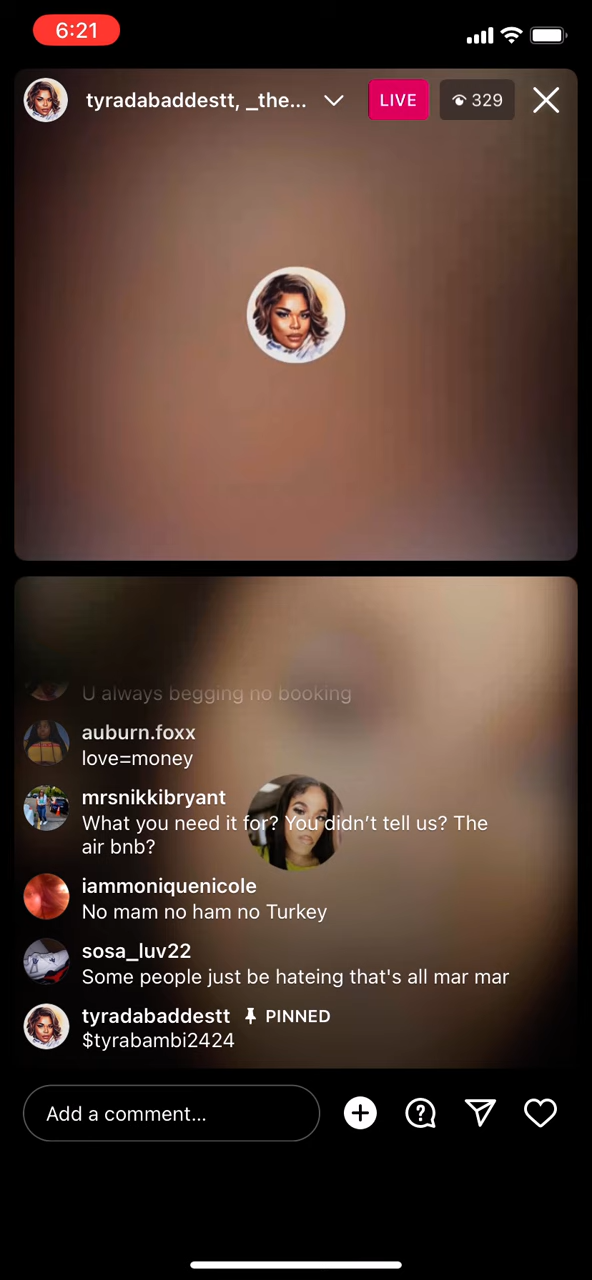 6:21
tyradabaddestt, _the...
LIVE
329
U always begging no booking
auburn.foxx
love=money
mrsnikkibryant
What you need it for? You didn't tell us? The
air bnb?
iammoniquenicole
No mam no ham no Turkey
sosa_luv22
Some people just be hateing that's all mar mar
tyradabaddestt PINNED
$tyrabambi2424
Add a comment...